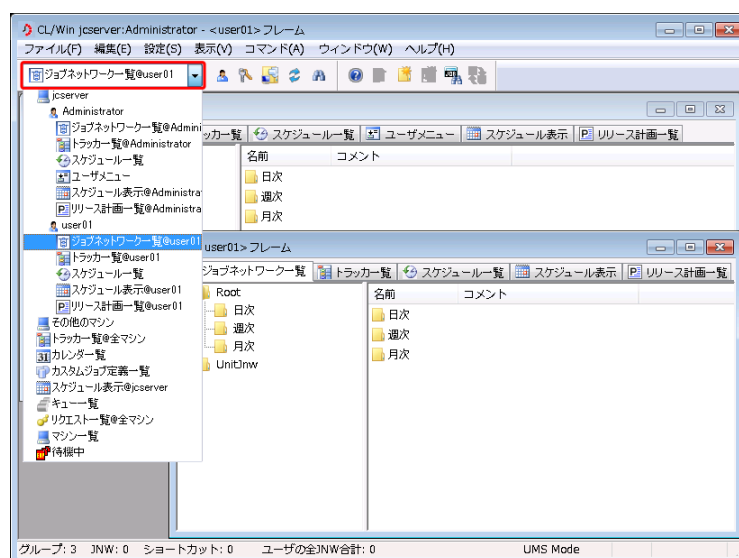 CL/Win jcserver:Administrator - <user01> フレーム
ファイル(F) 編集(E) 設定(S) 表示(V) コマンド(A) ウィンドウ(W) ヘルプ(H)
ジョブネットワーク一覧@user01
jcserver
Administrator
ジョブネットワーク一覧@Admini
トラッカー一覧@Administrator
スケジュール一覧
ユーザメニュー
スケジュール表示@Administra
リリース計画一覧@Administra
user01
ジョブネットワーク一覧@user01
トラッカー一覧@user01
スケジュール一覧
スケジュール表示@user01
リリース計画一覧@user01
その他のマシン
トラッカー一覧@全マシン
31 カレンダ一覧
カスタムジョブ定義一覧
スケジュール表示@jcserver
キュー一覧
リクエスト一覧@全マシン
マシン一覧
待機中
ッカー一覧 スケジュール一覧 ユーザメニュー スケジュール表示 リリース計画一覧
名前 コメント
日次
週次
月次
user01> フレーム
ジョブネットワーク一覧 トラッカー一覧 スケジュール一覧 スケジュール表示 リリース計画一覧
Root
日次
週次
月次
UnitJnw
名前 コメント
日次
週次
月次
グループ: 3 JNW: 0 ショートカット: 0 ユーザの全JNW合計: 0 UMS Mode